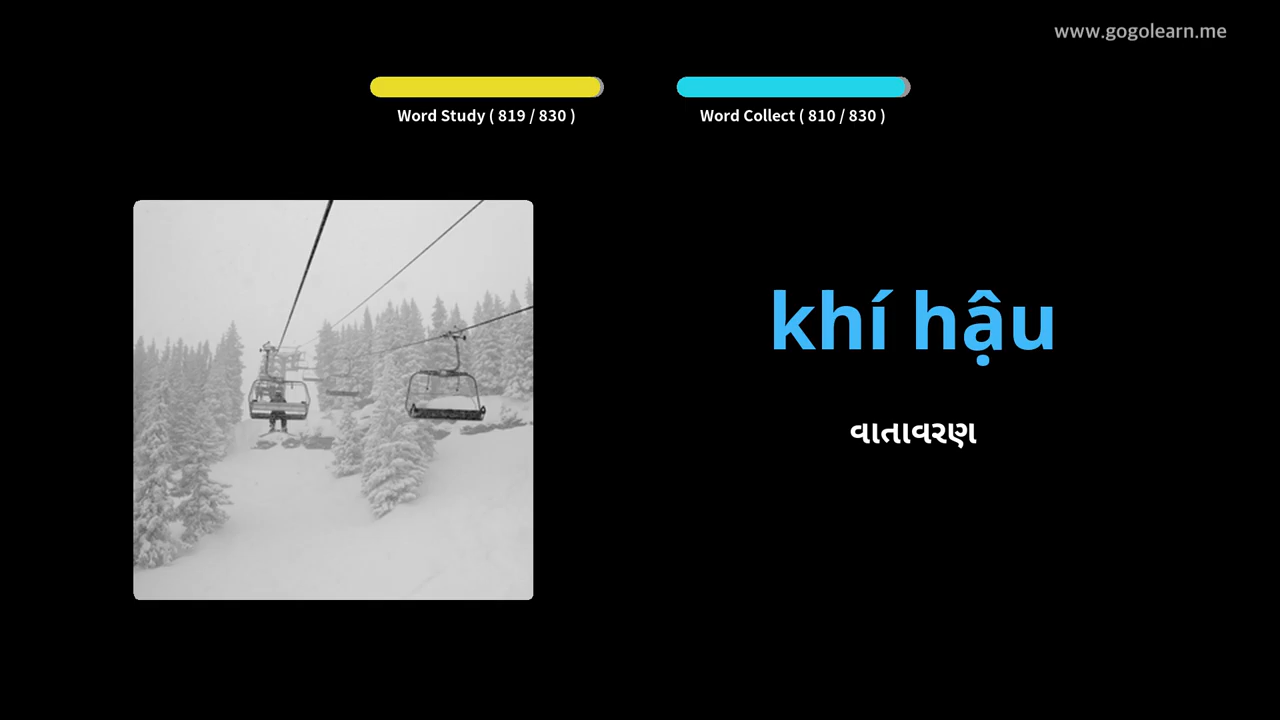 www.gogolearn.me
Word Study ( 819 / 830 )
Word Collect ( 810 / 830 )
khí hậu
વાતાવરણ